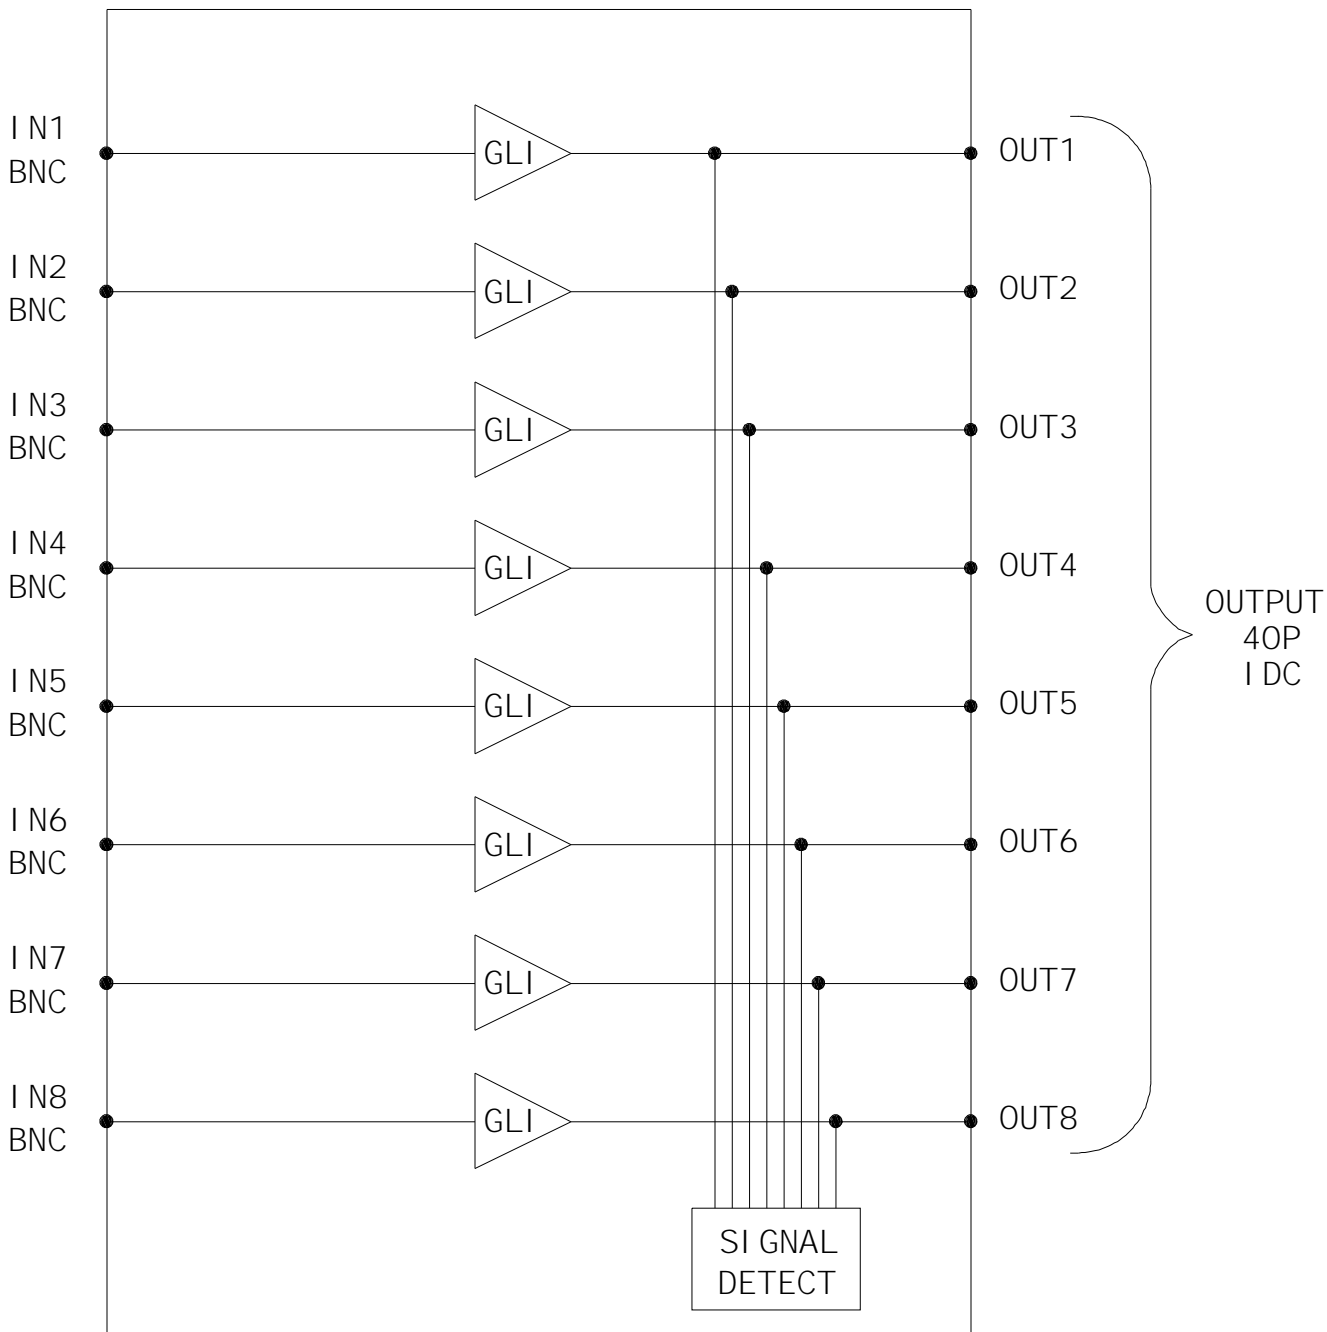 IN1
BNC
GLI
OUT1
IN2
BNC
GLI
OUT2
IN3
BNC
GLI
OUT3
IN4
BNC
GLI
OUT4
IN5
BNC
GLI
OUT5
IN6
BNC
GLI
OUT6
IN7
BNC
GLI
OUT7
IN8
BNC
GLI
OUT8
OUTPUT
40P
IDC
SIGNAL
DETECT